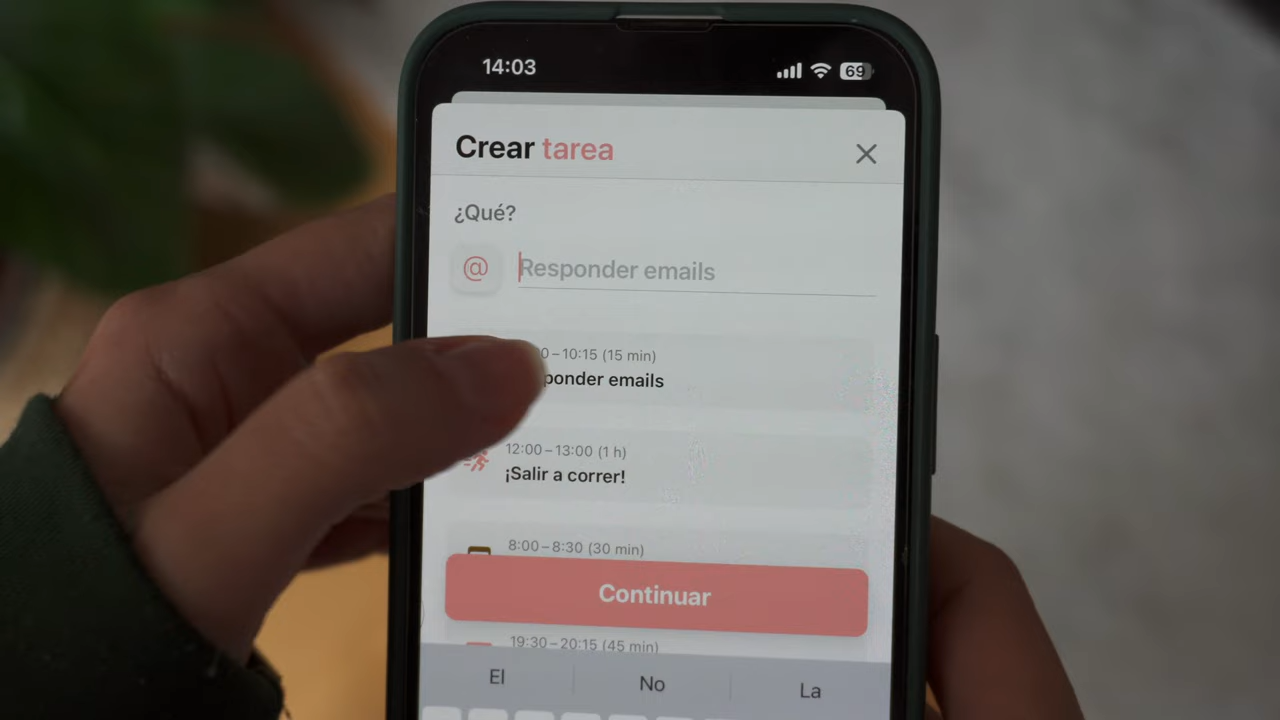 14:03
69
Crear tarea
¿Qué?
@ Responder emails
0–10:15 (15 min)
ponder emails
12:00–13:00 (1 h)
¡Salir a correr!
8:00–8:30 (30 min)
Continuar
19:30–20:15 (45 min)
El No La